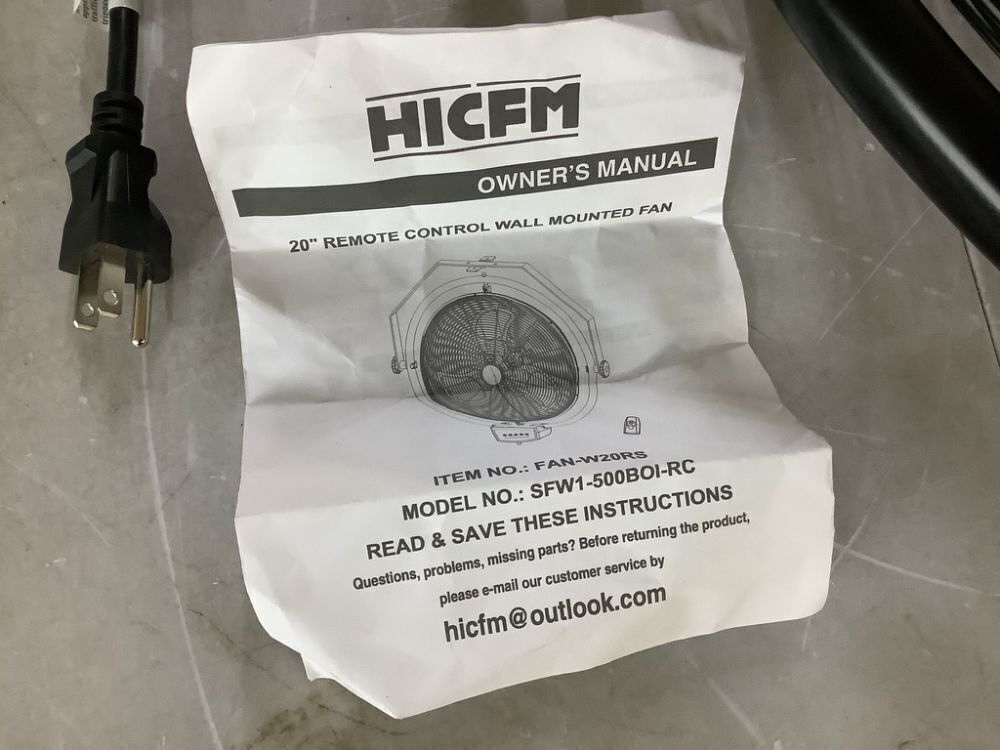 HICFM
OWNER'S MANUAL
20" REMOTE CONTROL WALL MOUNTED FAN
ITEM NO.: FAN-W20RS
MODEL NO.: SFW1-500BOI-RC
READ & SAVE THESE INSTRUCTIONS
Questions, problems, missing parts? Before returning the product,
please e-mail our customer service by
hicfm@outlook.com